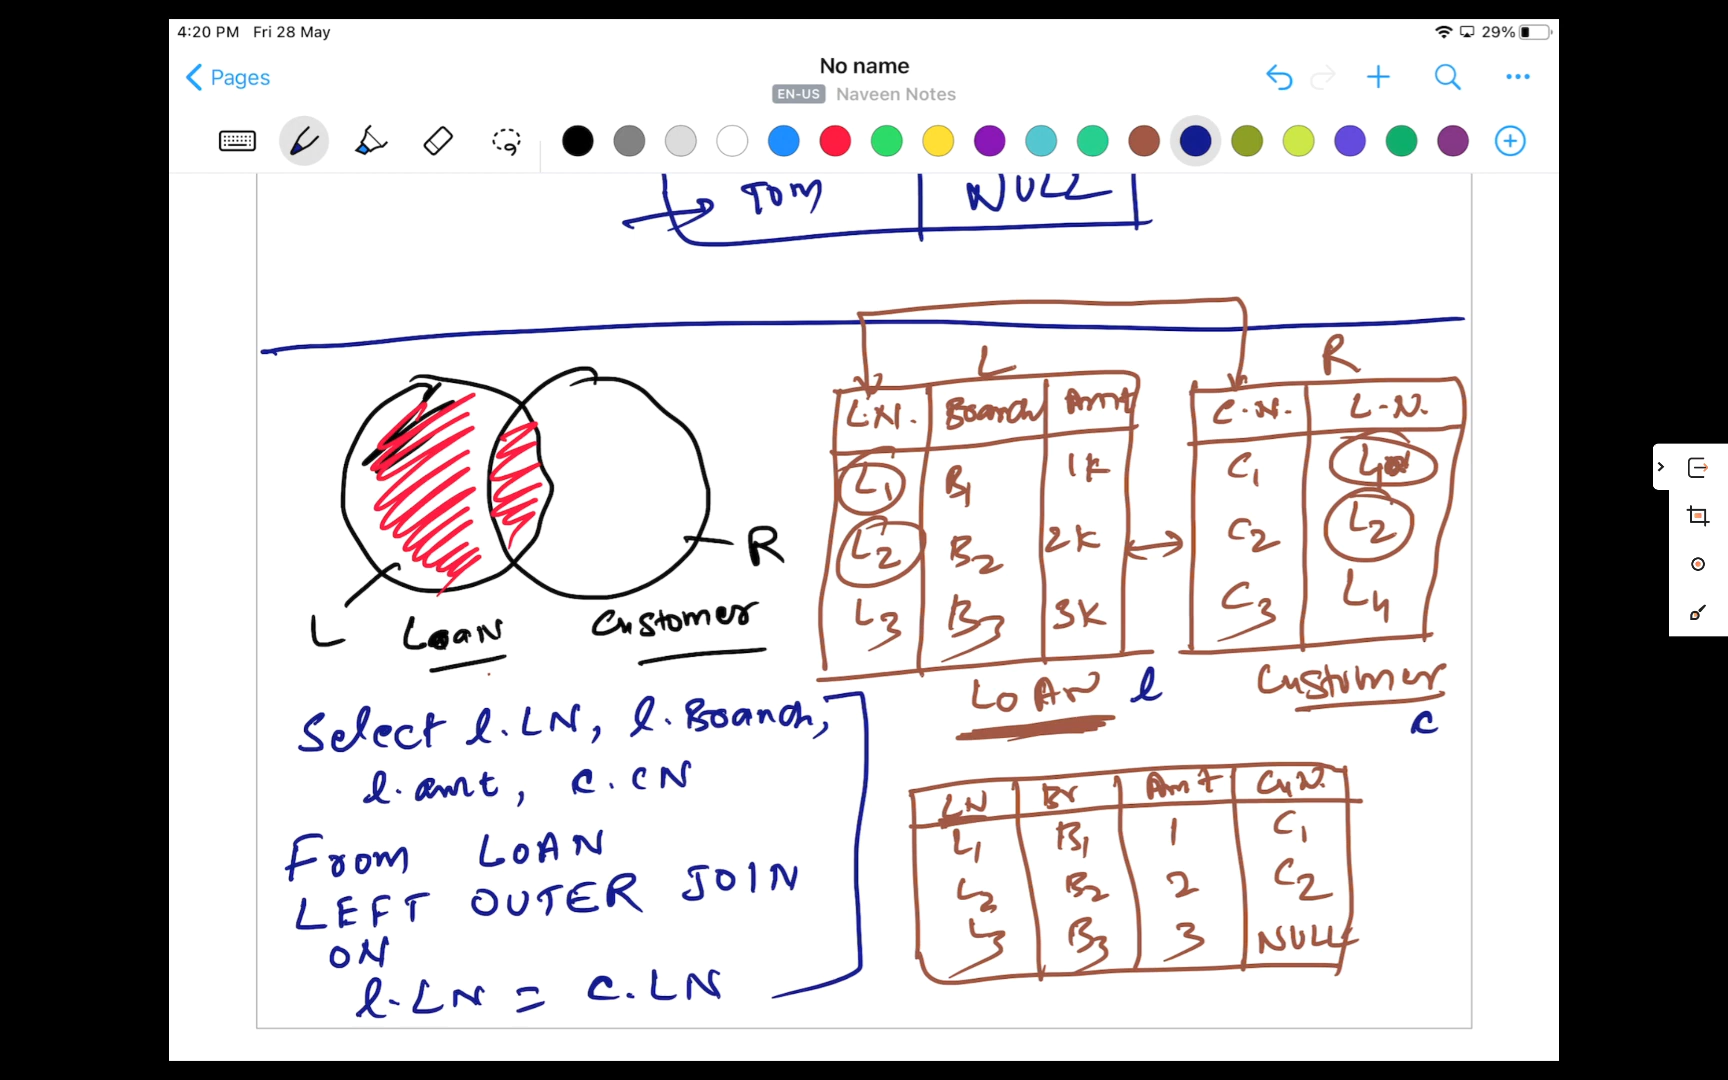 4:20 PM Fri 28 May
29%
Pages
No name
EN-US Naveen Notes
Tom NULL
L
R
L.N. Branch Amt
L1 B1 1K
L2 B2 2K
L3 B3 3K
LOAN l
C.N. L.N.
C1
C2 L2
C3 L4
Customer
c
R
L Loan Customer
Select l.LN, l.Branch,
l.amt, c.CN
From LOAN
LEFT OUTER JOIN
ON
l.LN = c.LN
LN Br Amt CuN.
L1 B1 1 C1
L2 B2 2 C2
L3 B3 3 NULL